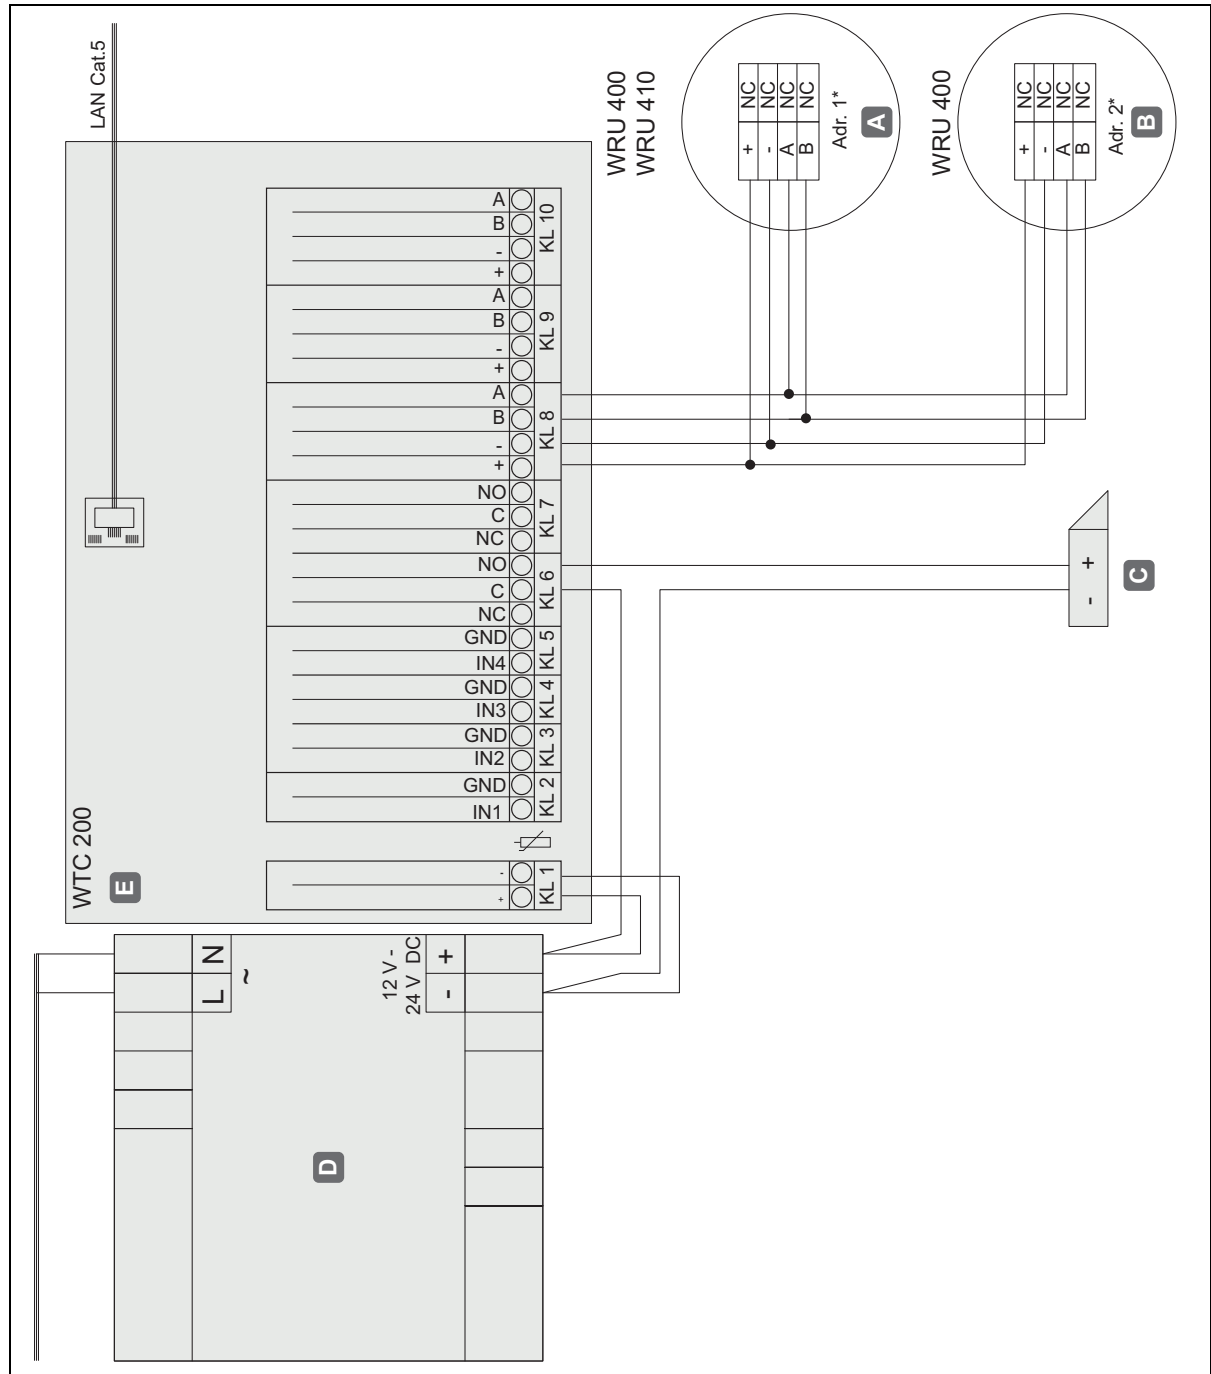 LAN Cat.5
WTC 200
E
A
B
-
+
KL 10
A
B
-
+
KL 9
A
B
-
+
KL 8
NO
C
NC
KL 7
NO
C
NC
KL 6
GND
IN4
KL 5
GND
IN3
KL 4
GND
IN2
KL 3
GND
IN1
KL 2
-
+
KL 1
WRU 400
WRU 410
+ NC
- NC
A NC
B NC
Adr. 1*
A
WRU 400
+ NC
- NC
A NC
B NC
Adr. 2*
B
- +
C
L N
~
12 V -
24 V DC
- +
D